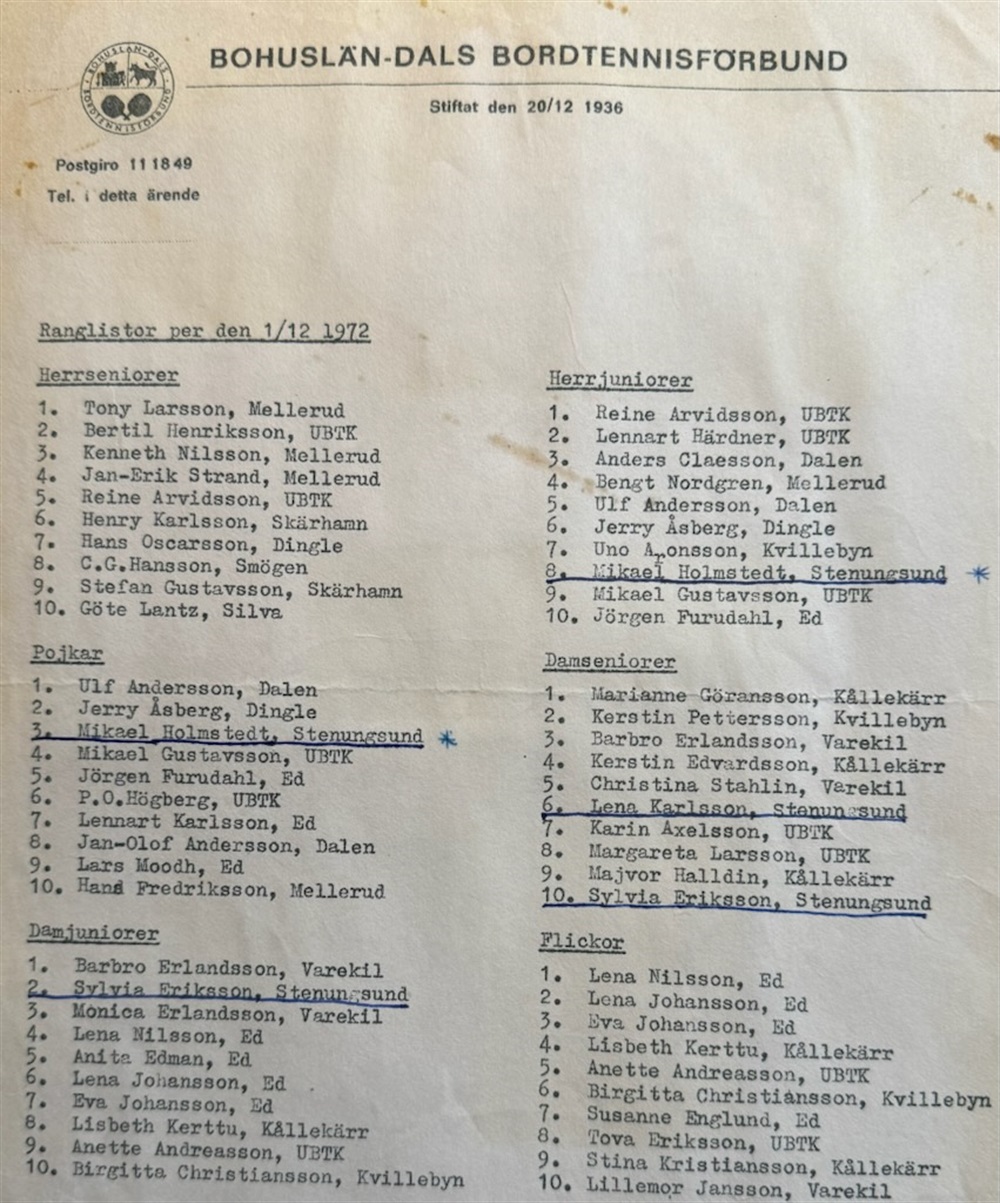 BOHUSLÄN-DALS BORDTENNISFÖRBUND
Stiftat den 20/12 1936
BOHUSLÄN-DALS
BORDTENNISFÖRBUND
Postgiro 11 18 49
Tel. i detta ärende
Ranglistor per den 1/12 1972
Herrseniorer
1. Tony Larsson, Mellerud
2. Bertil Henriksson, UBTK
3. Kenneth Nilsson, Mellerud
4. Jan-Erik Strand, Mellerud
5. Reine Arvidsson, UBTK
6. Henry Karlsson, Skärhamn
7. Hans Oscarsson, Dingle
8. C.G.Hansson, Smögen
9. Stefan Gustavsson, Skärhamn
10. Göte Lantz, Silva
Herrjuniorer
1. Reine Arvidsson, UBTK
2. Lennart Härdner, UBTK
3. Anders Claesson, Dalen
4. Bengt Nordgren, Mellerud
5. Ulf Andersson, Dalen
6. Jerry Åsberg, Dingle
7. Uno Aronsson, Kvillebyn
8. Mikael Holmstedt, Stenungsund *
9. Mikael Gustavsson, UBTK
10. Jörgen Furudahl, Ed
Pojkar
1. Ulf Andersson, Dalen
2. Jerry Åsberg, Dingle
3. Mikael Holmstedt, Stenungsund *
4. Mikael Gustavsson, UBTK
5. Jörgen Furudahl, Ed
6. P.O.Högberg, UBTK
7. Lennart Karlsson, Ed
8. Jan-Olof Andersson, Dalen
9. Lars Moodh, Ed
10. Hans Fredriksson, Mellerud
Damseniorer
1. Marianne Göransson, Kållekärr
2. Kerstin Pettersson, Kvillebyn
3. Barbro Erlandsson, Varekil
4. Kerstin Edvardsson, Kållekärr
5. Christina Stahlin, Varekil
6. Lena Karlsson, Stenungsund
7. Karin Axelsson, UBTK
8. Margareta Larsson, UBTK
9. Majvor Halldin, Kållekärr
10. Sylvia Eriksson, Stenungsund
Damjuniorer
1. Barbro Erlandsson, Varekil
2. Sylvia Eriksson, Stenungsund
3. Monica Erlandsson, Varekil
4. Lena Nilsson, Ed
5. Anita Edman, Ed
6. Lena Johansson, Ed
7. Eva Johansson, Ed
8. Lisbeth Kerttu, Kållekärr
9. Anette Andreasson, UBTK
10. Birgitta Christiansson, Kvillebyn
Flickor
1. Lena Nilsson, Ed
2. Lena Johansson, Ed
3. Eva Johansson, Ed
4. Lisbeth Kerttu, Kållekärr
5. Anette Andreasson, UBTK
6. Birgitta Christiansson, Kvillebyn
7. Susanne Englund, Ed
8. Tova Eriksson, UBTK
9. Stina Kristiansson, Kållekärr
10. Lillemor Jansson, Varekil